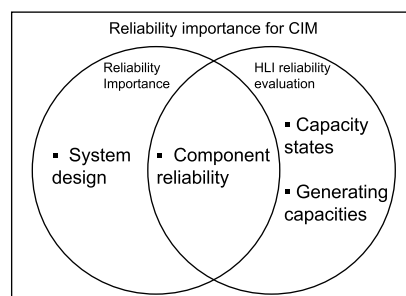 Reliability importance for CIM
Reliability
Importance
HLI reliability
evaluation
▪ System
design
▪ Component
reliability
▪ Capacity
states
▪ Generating
capacities